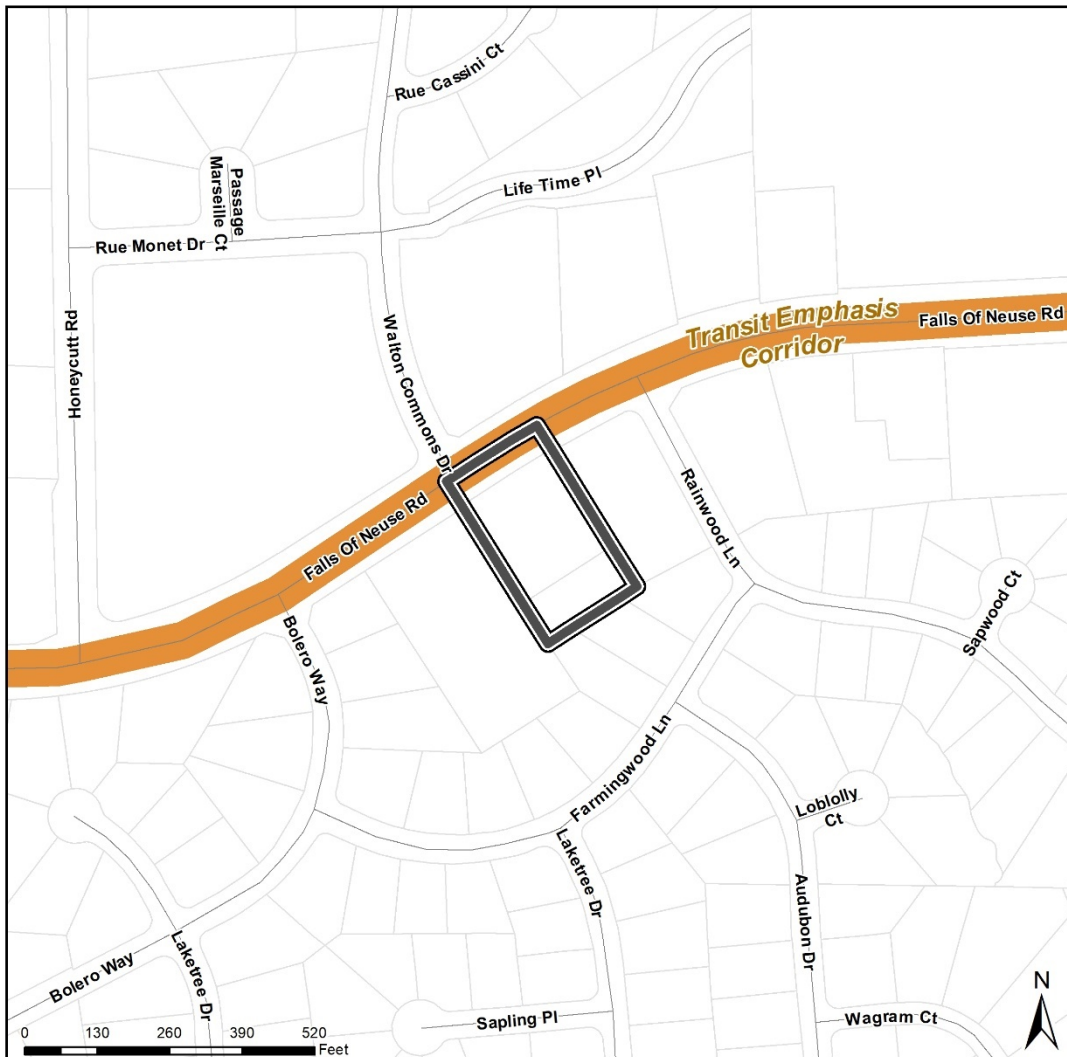 Rue Cassini Ct
Passage
Marseille Ct
Life Time Pl
Rue Monet Dr
Honeycutt Rd
Walton Commons Dr
Transit Emphasis
Corridor
Falls Of Neuse Rd
Falls Of Neuse Rd
Rainwood Ln
Sapwood Ct
Bolero Way
Farmingwood Ln
Loblolly
Ct
Laketree Dr
Audubon Dr
Laketree Dr
Bolero Way
Sapling Pl
Wagram Ct
N
0 130 260 390 520
Feet